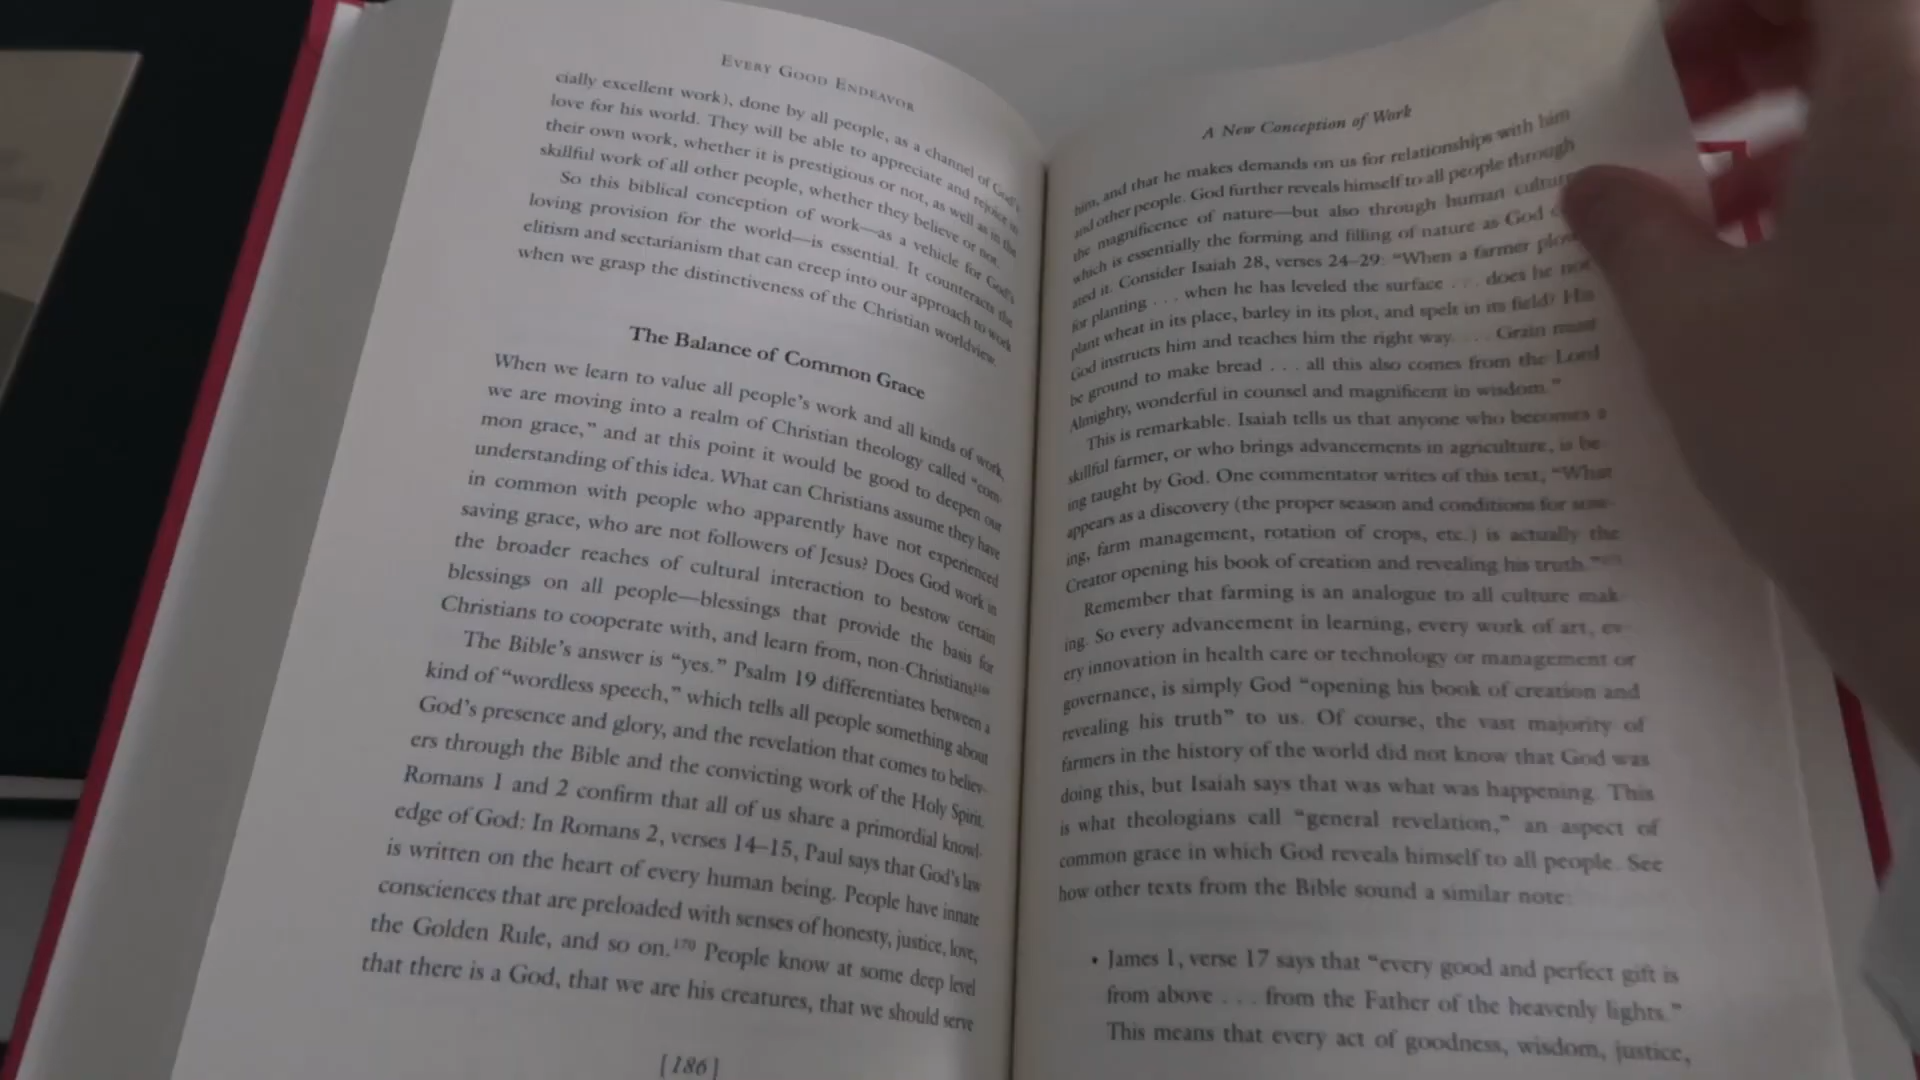 EVERY GOOD ENDEAVOR
cially excellent work), done by all people, as a channel of God's
love for his world. They will be able to appreciate and rejoice in
their own work, whether it is prestigious or not, as well as in the
skillful work of all other people, whether they believe or not.
So this biblical conception of work—as a vehicle for God's
loving provision for the world—is essential. It counteracts the
elitism and sectarianism that can creep into our approach to work
when we grasp the distinctiveness of the Christian worldview.
The Balance of Common Grace
When we learn to value all people's work and all kinds of work,
we are moving into a realm of Christian theology called "com-
mon grace," and at this point it would be good to deepen our
understanding of this idea. What can Christians assume they have
in common with people who apparently have not experienced
saving grace, who are not followers of Jesus? Does God work in
the broader reaches of cultural interaction to bestow certain
blessings on all people—blessings that provide the basis for
Christians to cooperate with, and learn from, non-Christians?
The Bible's answer is "yes." Psalm 19 differentiates between a
kind of "wordless speech," which tells all people something about
God's presence and glory, and the revelation that comes to believ-
ers through the Bible and the convicting work of the Holy Spirit.
Romans 1 and 2 confirm that all of us share a primordial knowl-
edge of God: In Romans 2, verses 14–15, Paul says that God's law
is written on the heart of every human being. People have innate
consciences that are preloaded with senses of honesty, justice, love,
the Golden Rule, and so on.170 People know at some deep level
that there is a God, that we are his creatures, that we should serve
[186]
A New Conception of Work
him, and that he makes demands on us for relationships with him
and other people. God further reveals himself to all people through
the magnificence of nature—but also through human culture,
which is essentially the forming and filling of nature as God
ated it. Consider Isaiah 28, verses 24–29: "When a farmer plows
for planting . . . when he has leveled the surface . . . does he not
plant wheat in its place, barley in its plot, and spelt in its field? His
God instructs him and teaches him the right way. . . . Grain must
be ground to make bread . . . all this also comes from the Lord
Almighty, wonderful in counsel and magnificent in wisdom."
This is remarkable. Isaiah tells us that anyone who becomes a
skillful farmer, or who brings advancements in agriculture, is be-
ing taught by God. One commentator writes of this text, "What
appears as a discovery (the proper season and conditions for sow-
ing, farm management, rotation of crops, etc.) is actually the
Creator opening his book of creation and revealing his truth."
Remember that farming is an analogue to all culture mak-
ing. So every advancement in learning, every work of art, ev-
ery innovation in health care or technology or management or
governance, is simply God "opening his book of creation and
revealing his truth" to us. Of course, the vast majority of
farmers in the history of the world did not know that God was
doing this, but Isaiah says that was what was happening. This
is what theologians call "general revelation," an aspect of
common grace in which God reveals himself to all people. See
how other texts from the Bible sound a similar note:
• James 1, verse 17 says that "every good and perfect gift is
from above . . . from the Father of the heavenly lights."
This means that every act of goodness, wisdom, justice,